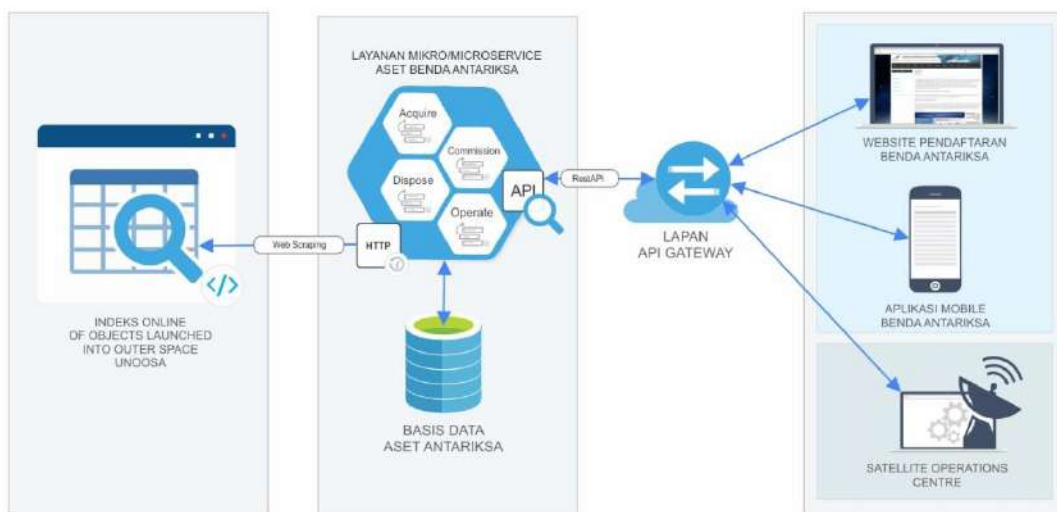 INDEKS ONLINE
OF OBJECTS LAUNCHED
INTO OUTER SPACE
UNOOSA
Web Scraping
LAYANAN MIKRO/MICROSERVICE
ASET BENDA ANTARIKSA
Acquire
Commission
Dispose
Operate
API
HTTP
BASIS DATA
ASET ANTARIKSA
RestAPI
LAPAN
API GATEWAY
WEBSITE PENDAFTARAN
BENDA ANTARIKSA
APLIKASI MOBILE
BENDA ANTARIKSA
SATELLITE OPERATIONS
CENTRE